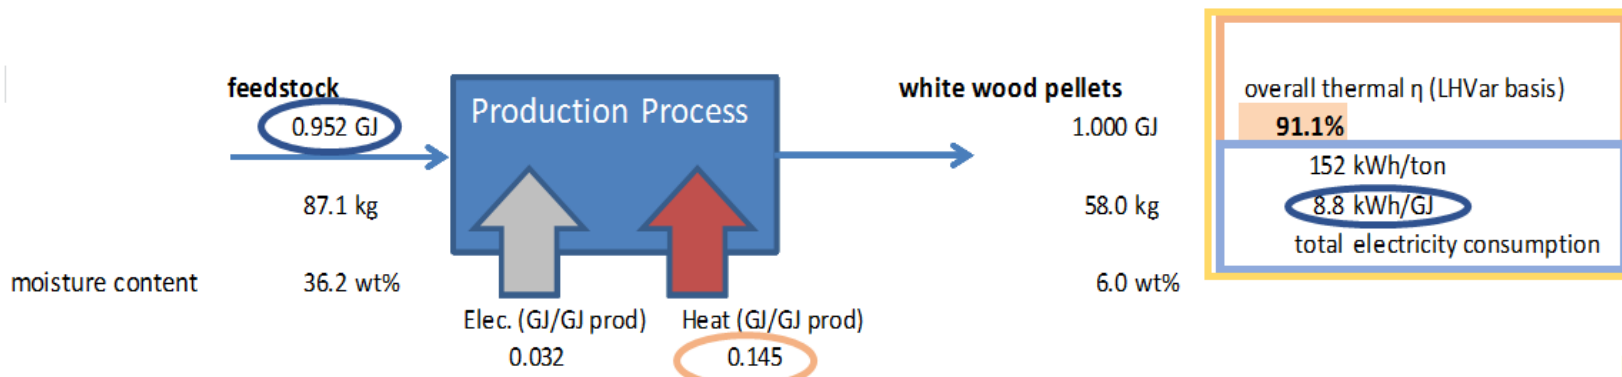 feedstock
0.952 GJ
87.1 kg
moisture content 36.2 wt%
Production Process
Elec. (GJ/GJ prod)
0.032
Heat (GJ/GJ prod)
0.145
white wood pellets
1.000 GJ
58.0 kg
6.0 wt%
overall thermal η (LHVar basis)
91.1%
152 kWh/ton
8.8 kWh/GJ
total electricity consumption